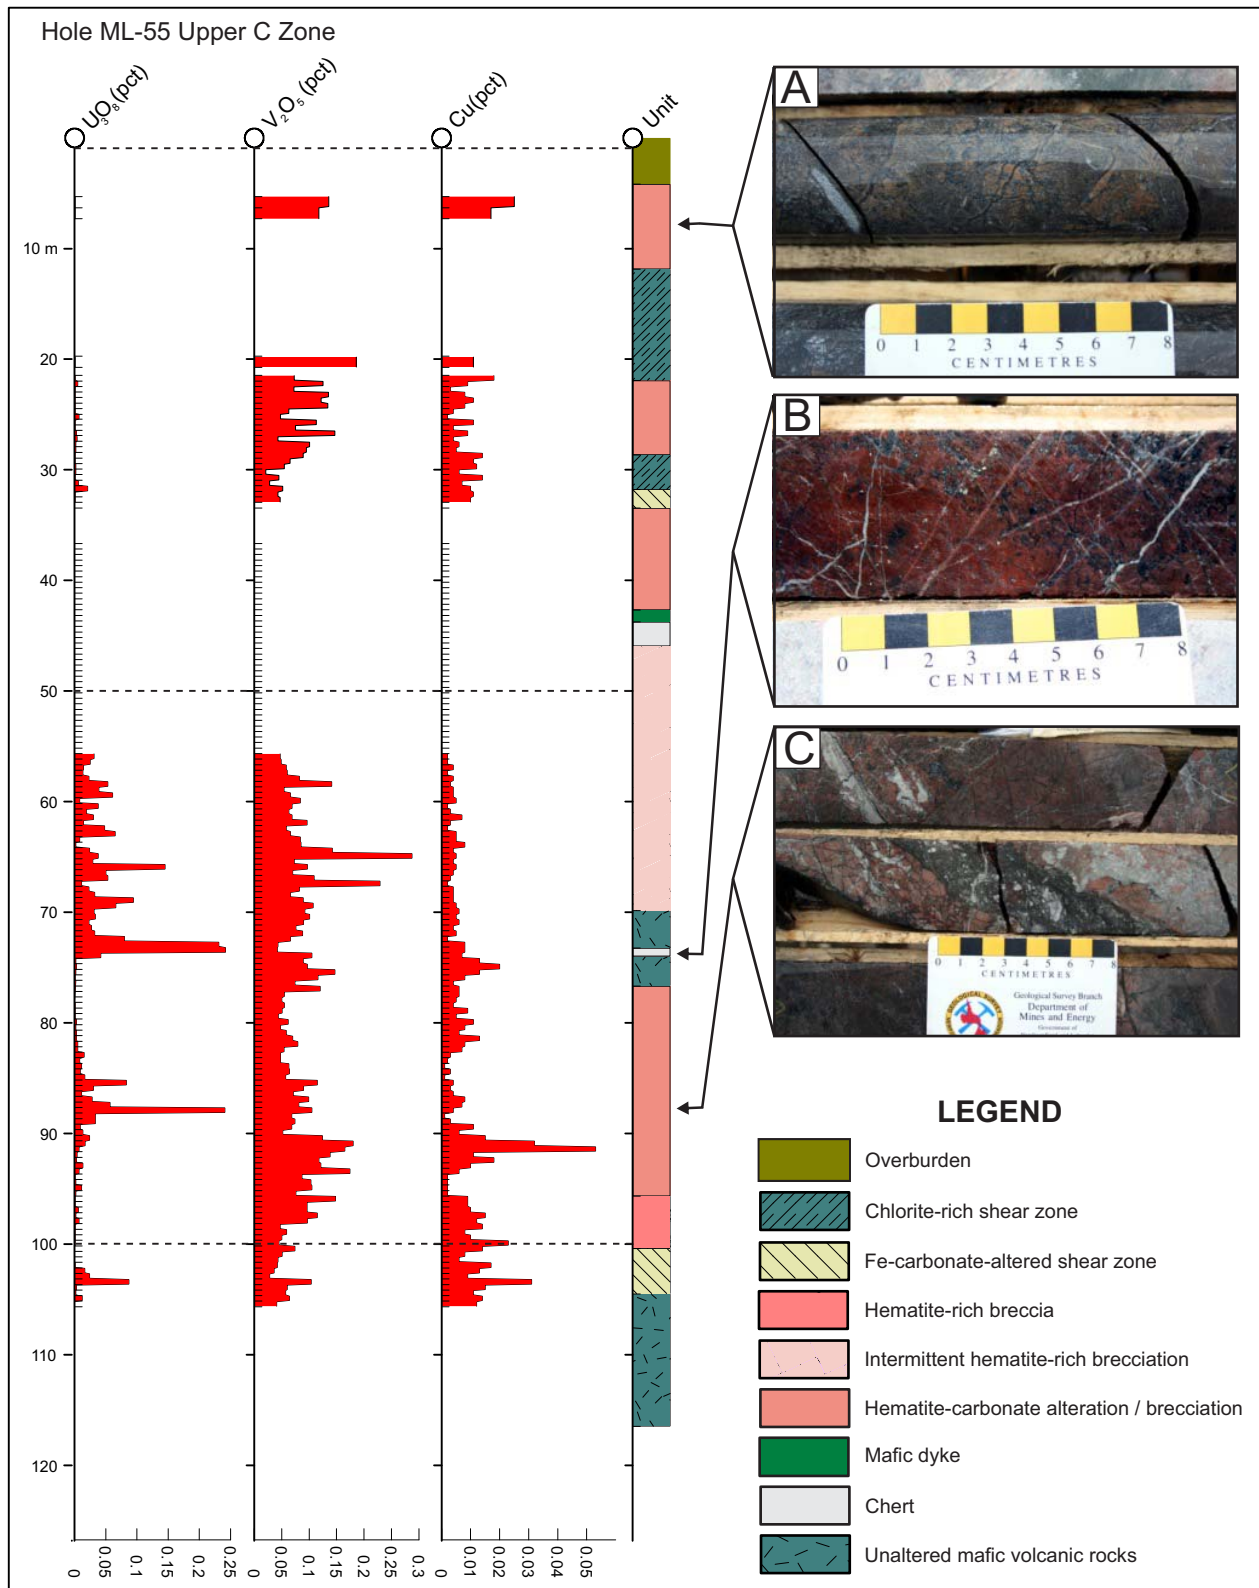 Hole ML-55 Upper C Zone
U₃O₈(pct)
V₂O₅(pct)
Cu(pct)
Unit
10 m
20
30
40
50
60
70
80
90
100
110
120
0 0.05 0.1 0.15 0.2 0.25
0 0.05 0.1 0.15 0.2 0.25 0.3
0 0.01 0.02 0.03 0.04 0.05 0.06
A
0 1 2 3 4 5 6 7 8
CENTIMETRES
B
0 1 2 3 4 5 6 7 8
CENTIMETRES
C
0 1 2 3 4 5 6 7 8
CENTIMETRES
GEOLOGICAL SURVEY
Geological Survey Branch
Department of
Mines and Energy
Government of
LEGEND
Overburden
Chlorite-rich shear zone
Fe-carbonate-altered shear zone
Hematite-rich breccia
Intermittent hematite-rich brecciation
Hematite-carbonate alteration / brecciation
Mafic dyke
Chert
Unaltered mafic volcanic rocks